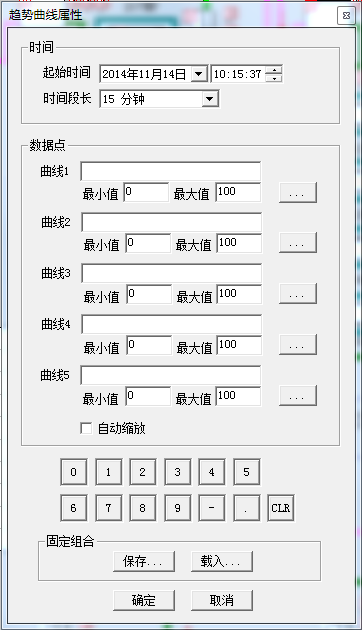 趋势曲线属性
时间
起始时间 2014年11月14日 10:15:37
时间段长 15 分钟
数据点
曲线1
最小值 0 最大值 100 ...
曲线2
最小值 0 最大值 100 ...
曲线3
最小值 0 最大值 100 ...
曲线4
最小值 0 最大值 100 ...
曲线5
最小值 0 最大值 100 ...
自动缩放
0 1 2 3 4 5
6 7 8 9 - . CLR
固定组合
保存... 载入...
确定 取消